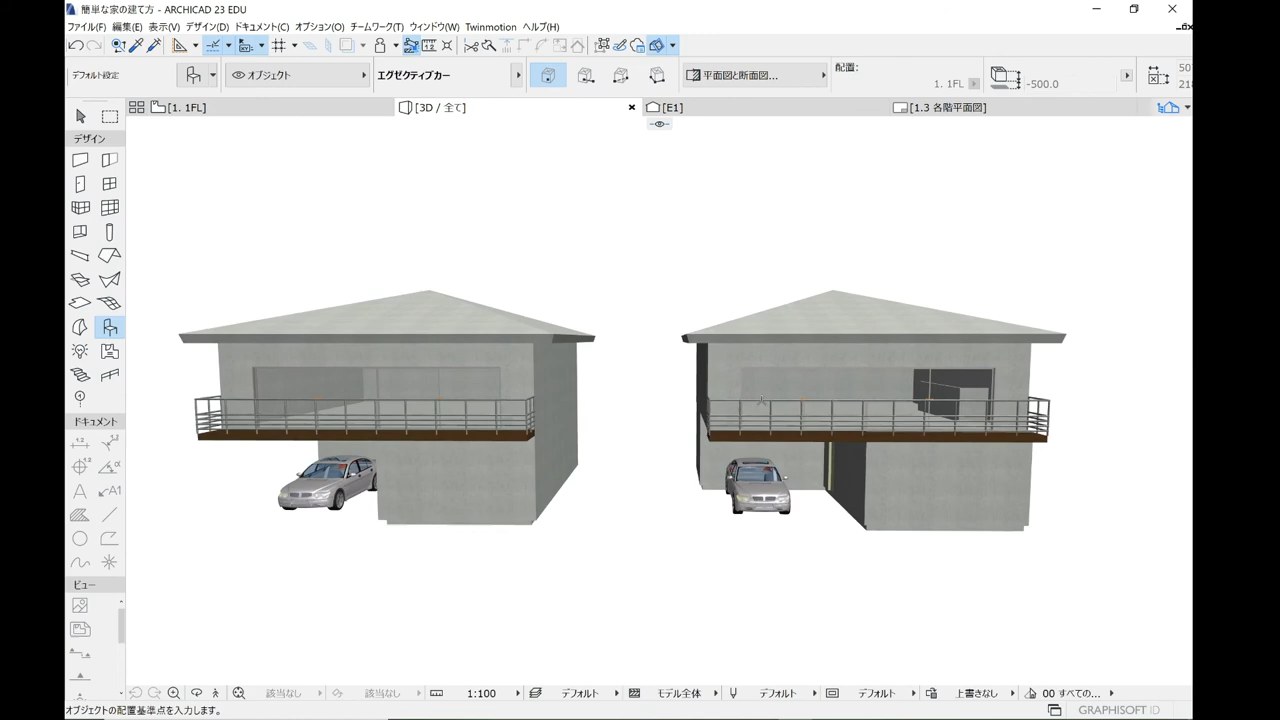 簡単な家の建て方 - ARCHICAD 23 EDU
ファイル(F) 編集(E) 表示(V) デザイン(D) ドキュメント(C) オプション(O) チームワーク(T) ウィンドウ(W) Twinmotion ヘルプ(H)
デフォルト設定 オブジェクト エグゼクティブカー 平面図と断面図... 配置: 1. 1FL -500.0
[1. 1FL] [3D / 全て] [E1] [1.3 各階平面図]
デザイン
ドキュメント
1.2
1.2
A A1
ビュー
該当なし 該当なし 1:100 デフォルト モデル全体 デフォルト デフォルト 上書きなし 00 すべての...
オブジェクトの配置基準点を入力します。 GRAPHISOFT ID